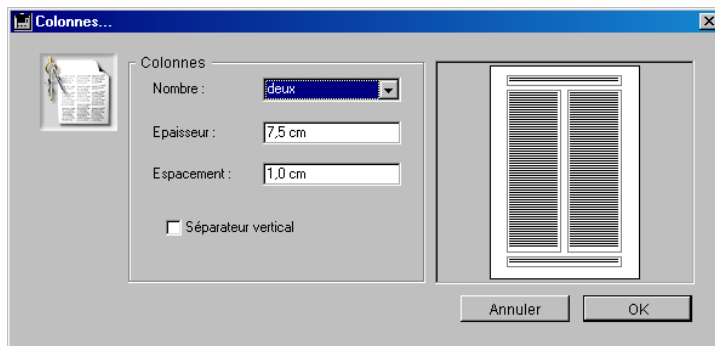 Colonnes...
Colonnes
Nombre : deux
Epaisseur : 7,5 cm
Espacement : 1,0 cm
Séparateur vertical
Annuler OK